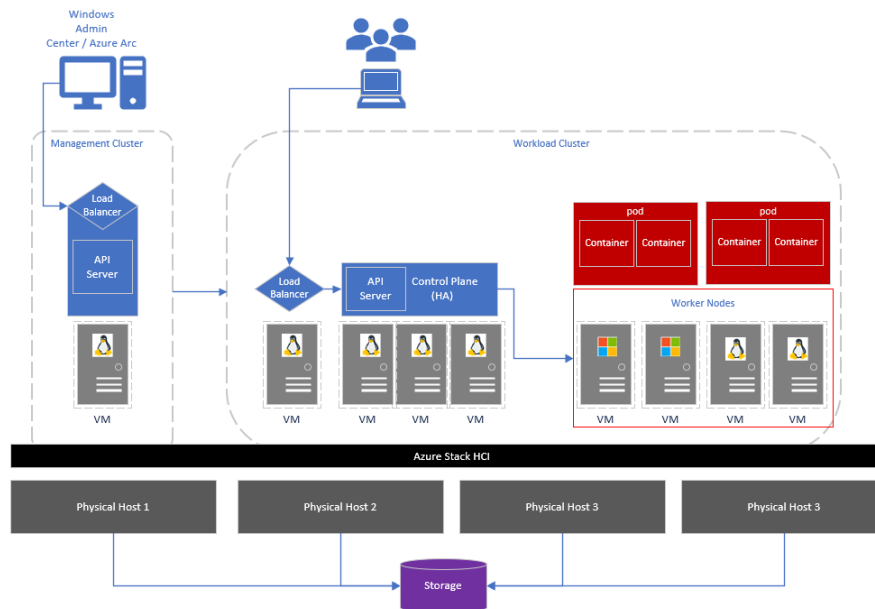 Windows
Admin
Center / Azure Arc
Management Cluster
Workload Cluster
Load
Balancer
API
Server
pod
pod
Container
Container
Container
Container
Load
Balancer
API
Server
Control Plane
(HA)
Worker Nodes
VM
VM
VM
VM
VM
VM
VM
VM
VM
Azure Stack HCI
Physical Host 1
Physical Host 2
Physical Host 3
Physical Host 3
Storage